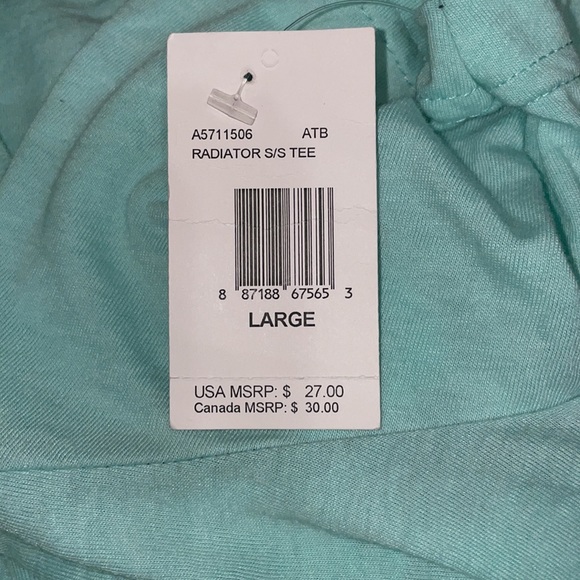 A5711506 ATB
RADIATOR S/S TEE
8 87188 67565 3
LARGE
USA MSRP: $ 27.00
Canada MSRP: $ 30.00